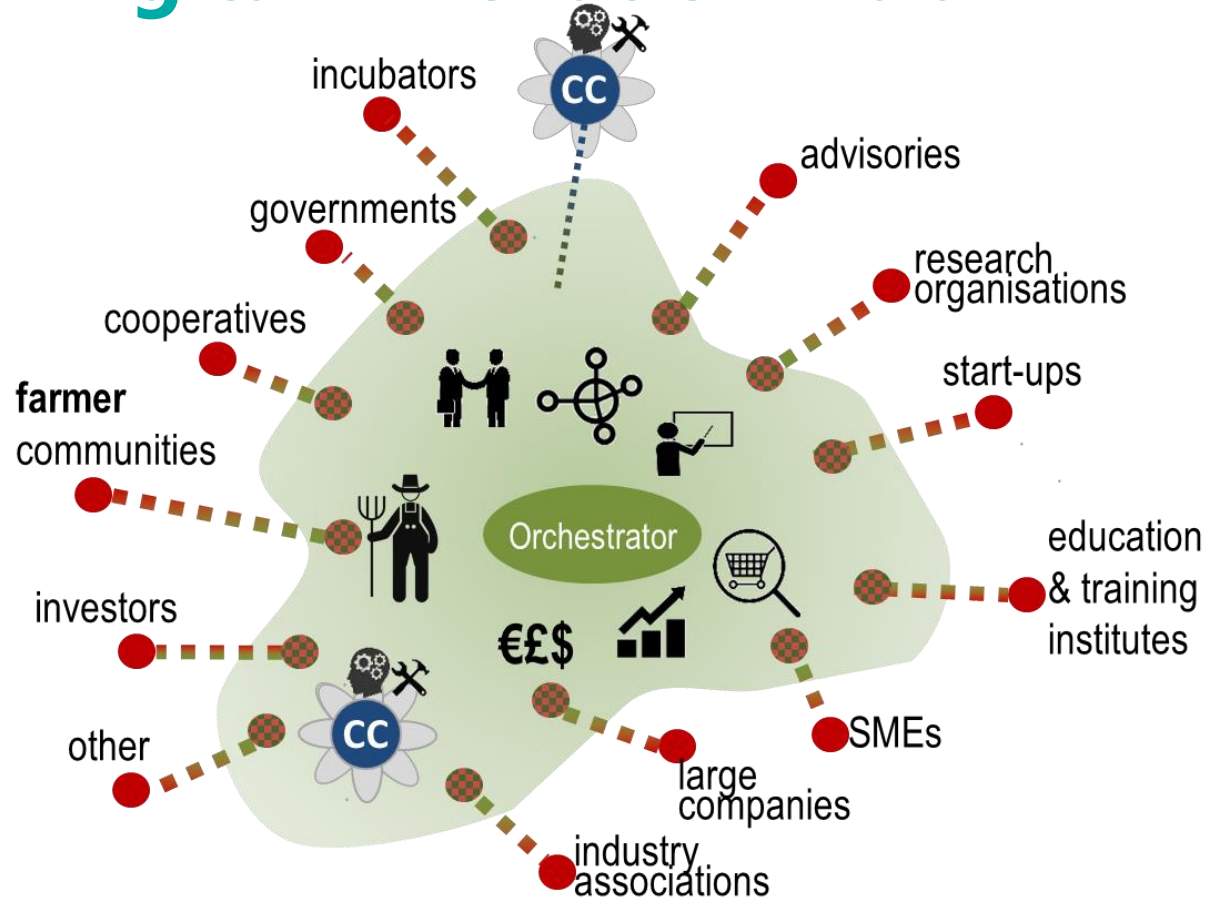 incubators
CC
advisories
governments
research
organisations
cooperatives
start-ups
farmer
communities
Orchestrator
education
& training
institutes
investors
€£$
CC
SMEs
other
large
companies
industry
associations